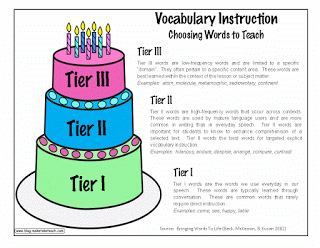 Vocabulary Instruction
Choosing Words to Teach
Tier III
Tier III words are low-frequency words and are limited to a specific
"domain". They often pertain to a specific content area. These words are
best learned within the context of the lesson or subject matter.
Examples: atom, molecule, metamorphic, sedimentary, continent
Tier II
Tier II words are high-frequency words that occur across contexts.
These words are used by mature language users and are more
common in writing than in everyday speech. Tier II words are
important for students to know to enhance comprehension of a
selected text. Tier II words the best words for targeted explicit
vocabulary instruction.
Examples: hilarious, endure, despise, arrange, compare, contrast
Tier I
Tier I words are the words we use everyday in our
speech. These words are typically learned through
conversation. These are common words that rarely
require direct instruction.
Examples: come, see, happy, table
Tier III
Tier II
Tier I
Source: Bringing Words To Life (Beck, McKeown, & Kucan 2002)